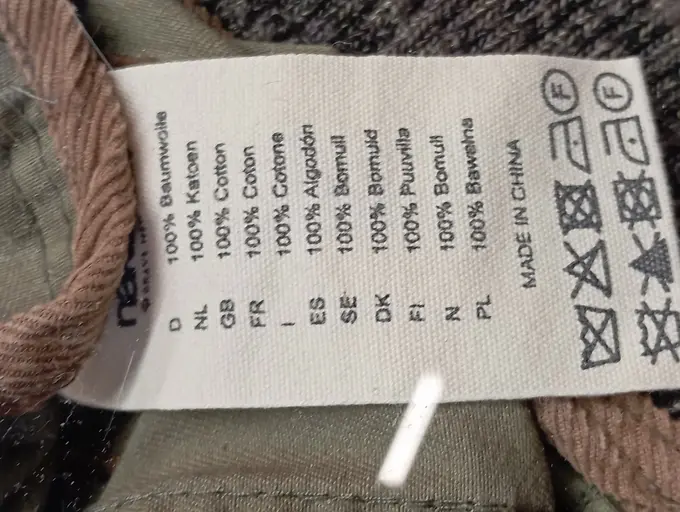 D 100% Baumwolle
NL 100% Katoen
GB 100% Cotton
FR 100% Coton
I 100% Cotone
ES 100% Algodón
SE 100% Bomull
DK 100% Bomuld
FI 100% Puuvilla
N 100% Bomull
PL 100% Bawełna
MADE IN CHINA
F
F